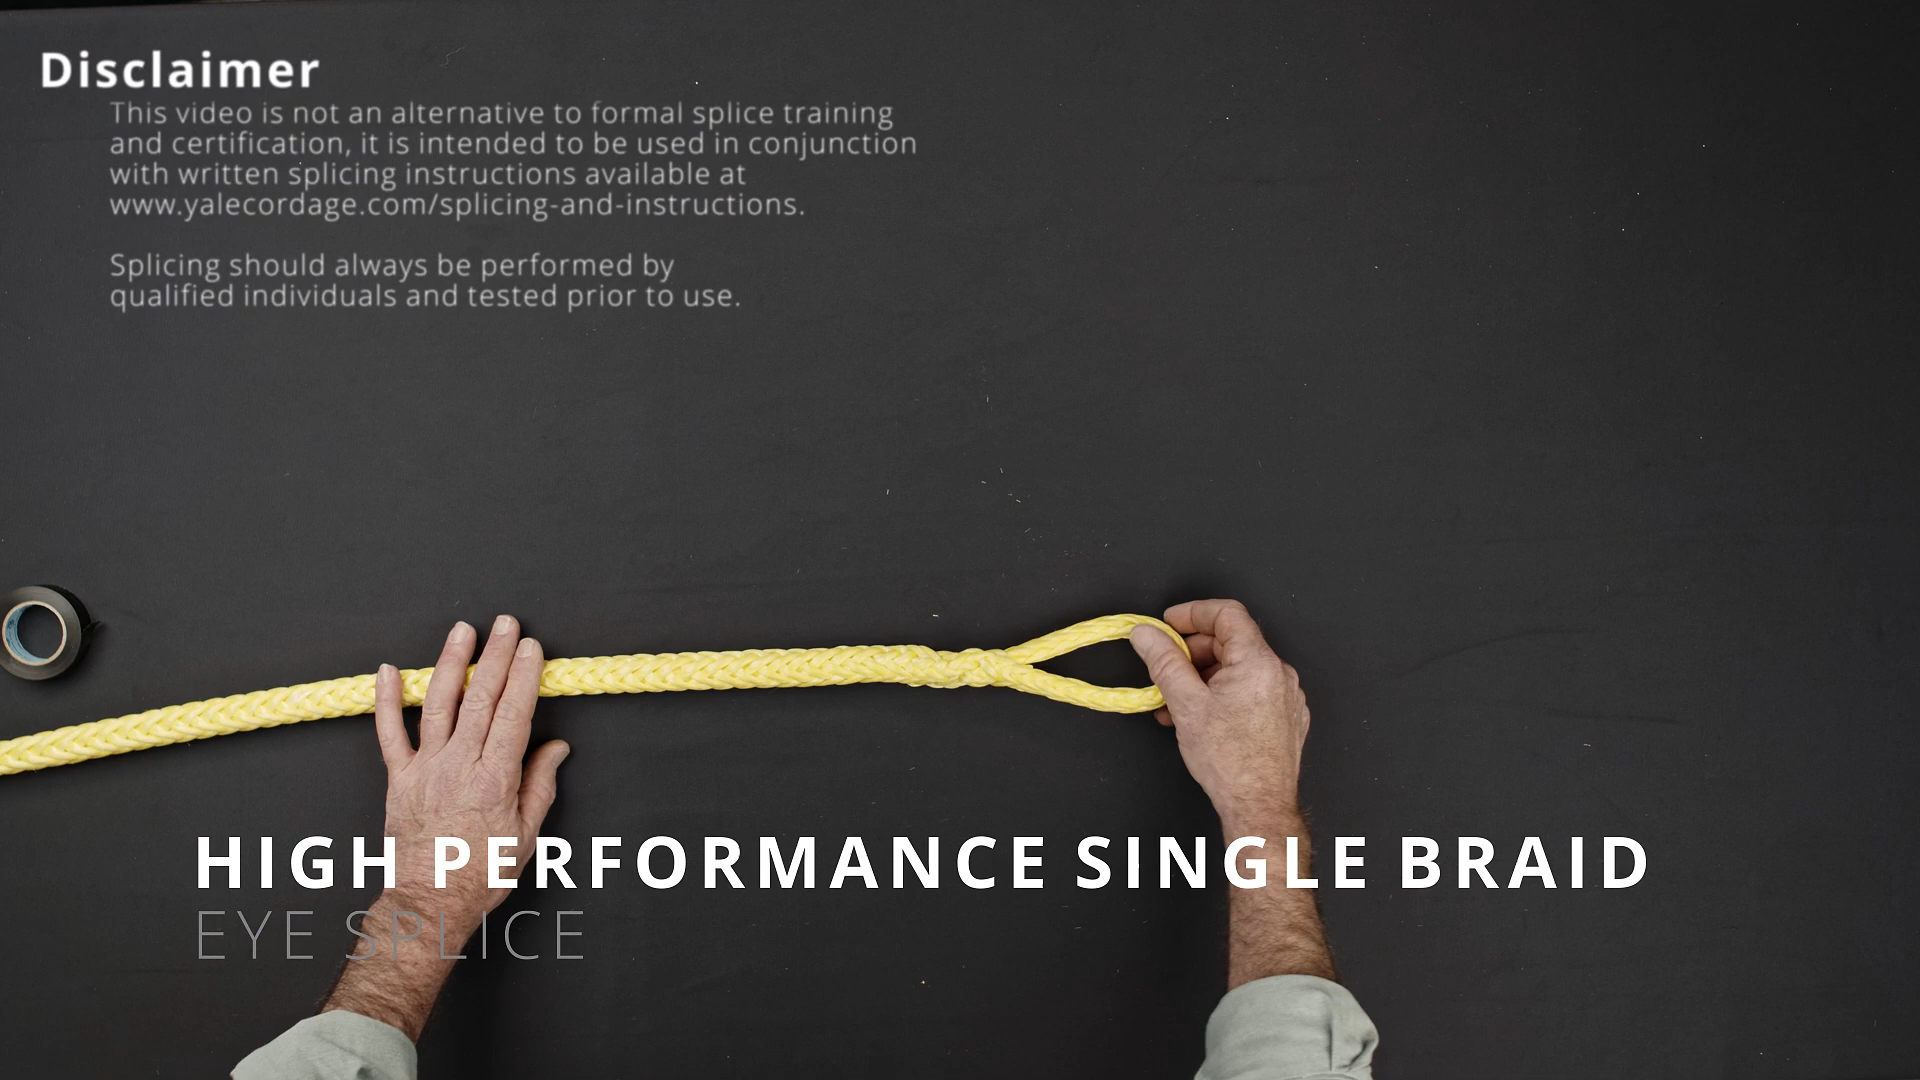 Disclaimer
This video is not an alternative to formal splice training
and certification, it is intended to be used in conjunction
with written splicing instructions available at
www.yalecordage.com/splicing-and-instructions.
Splicing should always be performed by
qualified individuals and tested prior to use.
HIGH PERFORMANCE SINGLE BRAID
EYE SPLICE